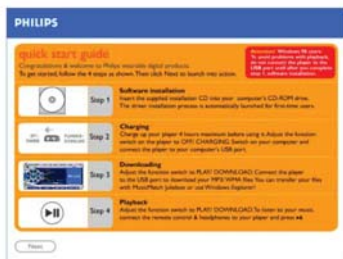 PHILIPS
quick start guide
Congratulations & welcome to Philips wearable digital products.
To get started, follow the 4 steps as shown. Then click Next to launch into action.
Attention! Windows 98 users:
To avoid problems with playback,
do not connect the player to the
USB port until after you complete
step 1, software installation.
Step 1
Software installation
Insert the supplied installation CD into your computer's CD-ROM drive.
The driver installation process is automatically launched for first-time users.
Step 2
Charging
Charge up your player 4 hours maximum before using it. Adjust the function
switch on the player to OFF/ CHARGING. Switch on your computer and
connect the player to your computer's USB port.
Step 3
Downloading
Adjust the function switch to PLAY/ DOWNLOAD. Connect the player
to the USB port to download your MP3/WMA files. You can transfer your files
with MusicMatch Jukebox or via Windows Explorer!
Step 4
Playback
Adjust the function switch to PLAY/ DOWNLOAD. To listen to your music,
connect the remote control & headphones to your player and press
Next